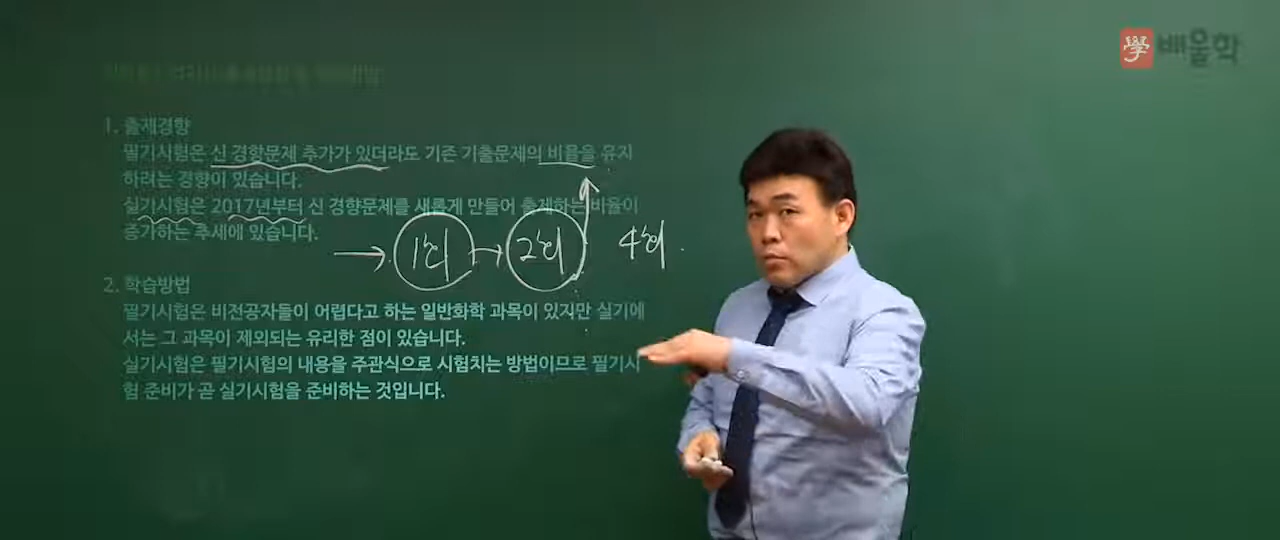 學 배울학
1. 출제경향
필기시험은 신 경향문제 추가가 있더라도 기존 기출문제의 비율을 유지
하려는 경향이 있습니다.
실기시험은 2017년부터 신 경향문제를 새롭게 만들어 출제하는 비율이
증가하는 추세에 있습니다.
1회 2회 4회
2. 학습방법
필기시험은 비전공자들이 어렵다고 하는 일반화학 과목이 있지만 실기에
서는 그 과목이 제외되는 유리한 점이 있습니다.
실기시험은 필기시험의 내용을 주관식으로 시험치는 방법이므로 필기시
험 준비가 곧 실기시험을 준비하는 것입니다.